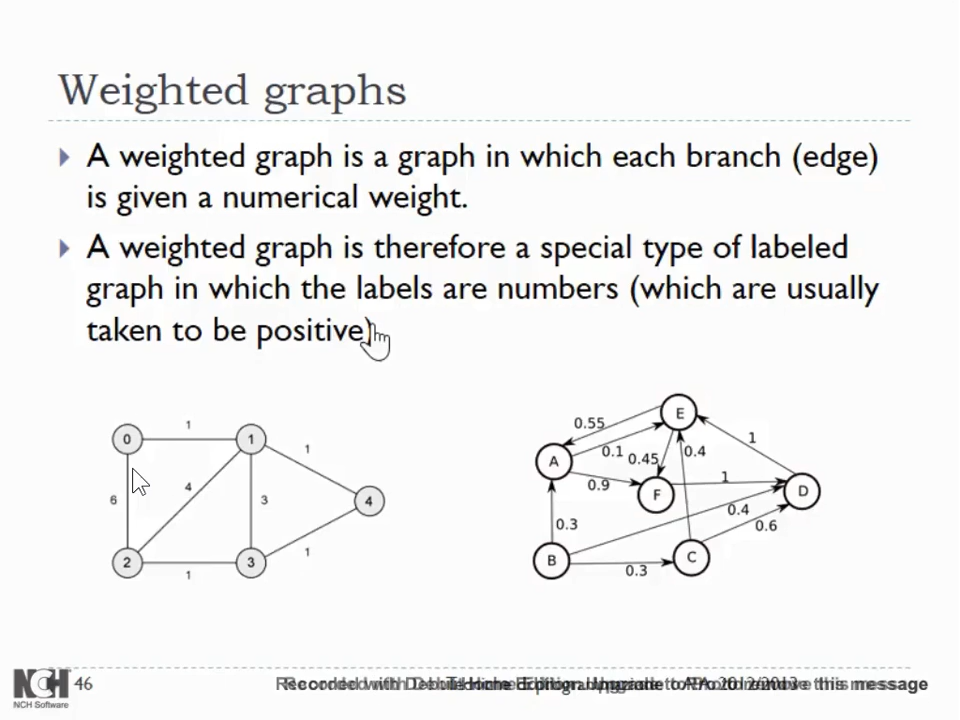 Weighted graphs
A weighted graph is a graph in which each branch (edge)
is given a numerical weight.
A weighted graph is therefore a special type of labeled
graph in which the labels are numbers (which are usually
taken to be positive)
0 1 1
1
6 4 3 4
2 1 3
1
E
0.55
1
0.1 0.45 0.4
A
0.9 F 1 D
0.4
0.3 0.6
B C
0.3
NCH 46
NCH Software